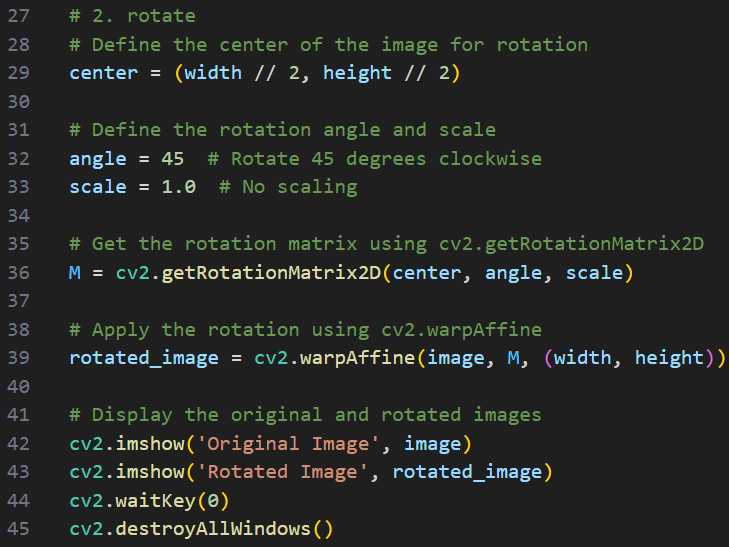 27 # 2. rotate
28 # Define the center of the image for rotation
29 center = (width // 2, height // 2)
30
31 # Define the rotation angle and scale
32 angle = 45  # Rotate 45 degrees clockwise
33 scale = 1.0  # No scaling
34
35 # Get the rotation matrix using cv2.getRotationMatrix2D
36 M = cv2.getRotationMatrix2D(center, angle, scale)
37
38 # Apply the rotation using cv2.warpAffine
39 rotated_image = cv2.warpAffine(image, M, (width, height))
40
41 # Display the original and rotated images
42 cv2.imshow('Original Image', image)
43 cv2.imshow('Rotated Image', rotated_image)
44 cv2.waitKey(0)
45 cv2.destroyAllWindows()